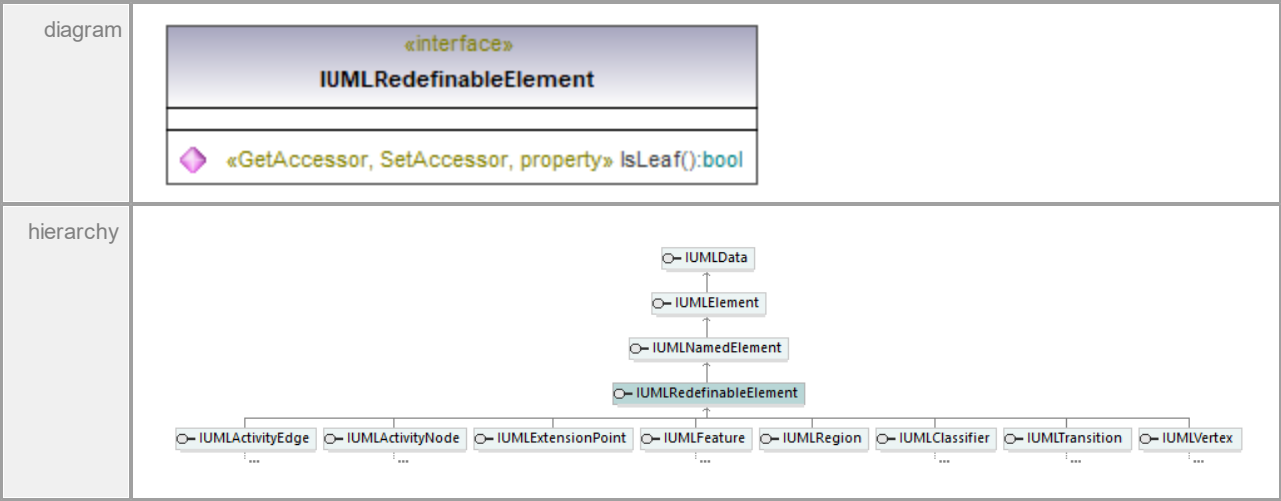 diagram
«interface»
IUMLRedefinableElement
«GetAccessor, SetAccessor, property» IsLeaf():bool
hierarchy
IUMLData
IUMLElement
IUMLNamedElement
IUMLRedefinableElement
IUMLActivityEdge IUMLActivityNode IUMLExtensionPoint IUMLFeature IUMLRegion IUMLClassifier IUMLTransition IUMLVertex
... ... ... ... ... ...